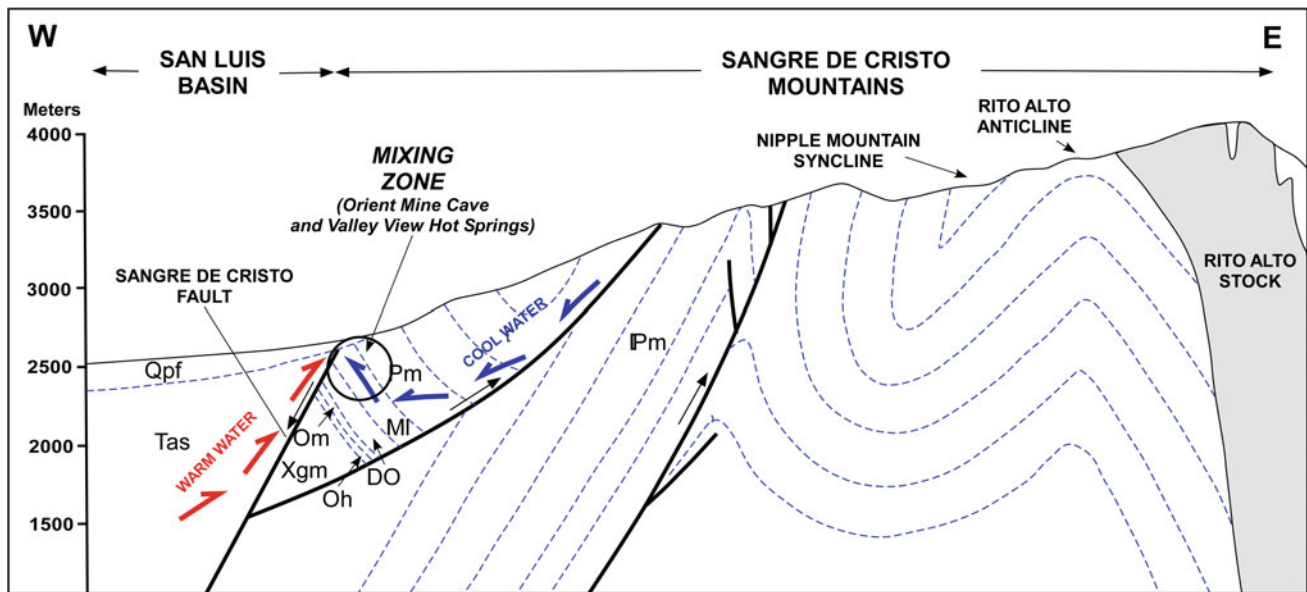 W
E
SAN LUIS
BASIN
SANGRE DE CRISTO
MOUNTAINS
Meters
4000
3500
3000
2500
2000
1500
MIXING
ZONE
(Orient Mine Cave
and Valley View Hot Springs)
SANGRE DE CRISTO
FAULT
NIPPLE MOUNTAIN
SYNCLINE
RITO ALTO
ANTICLINE
RITO ALTO
STOCK
COOL WATER
WARM WATER
Qpf
Tas
Pm
IPm
Om
Ml
Xgm
DO
Oh